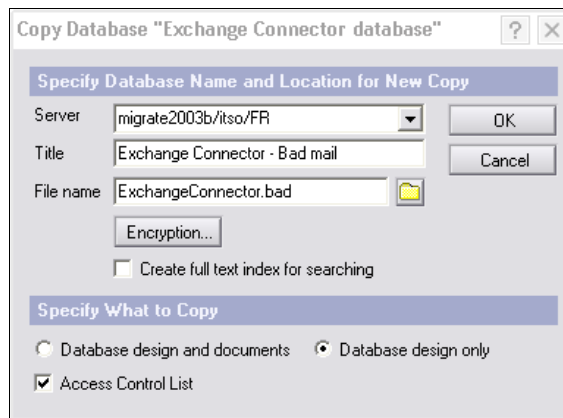 Copy Database "Exchange Connector database"
? ×
Specify Database Name and Location for New Copy
Server migrate2003b/itso/FR OK
Title Exchange Connector - Bad mail Cancel
File name ExchangeConnector.bad
Encryption...
Create full text index for searching
Specify What to Copy
Database design and documents Database design only
Access Control List